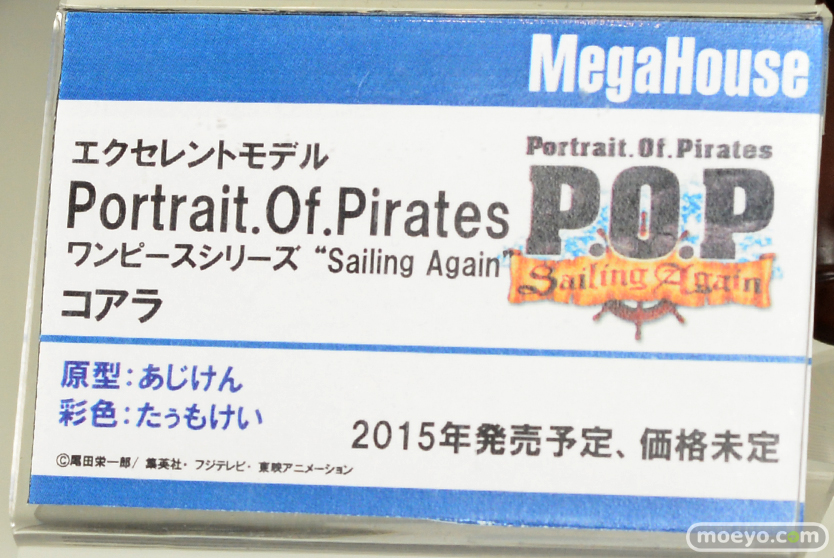 MegaHouse
エクセレントモデル
Portrait.Of.Pirates
ワンピースシリーズ “Sailing Again”
コアラ
Portrait.Of.Pirates
P.O.P
Sailing Again
原型:あじけん
彩色:たぅもけい
2015年発売予定、価格未定
©尾田栄一郎/ 集英社・フジテレビ・東映アニメーション
moeyo.com